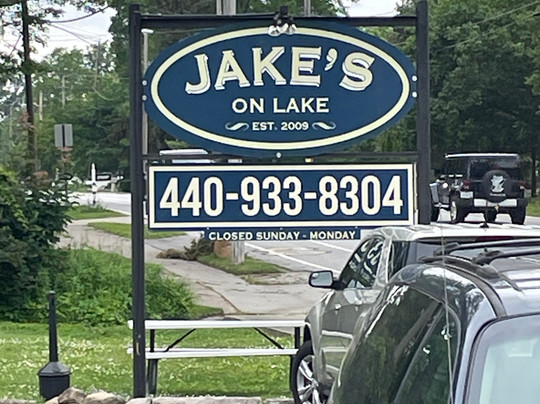 JAKE'S
ON LAKE
EST. 2009
440-933-8304
CLOSED SUNDAY - MONDAY